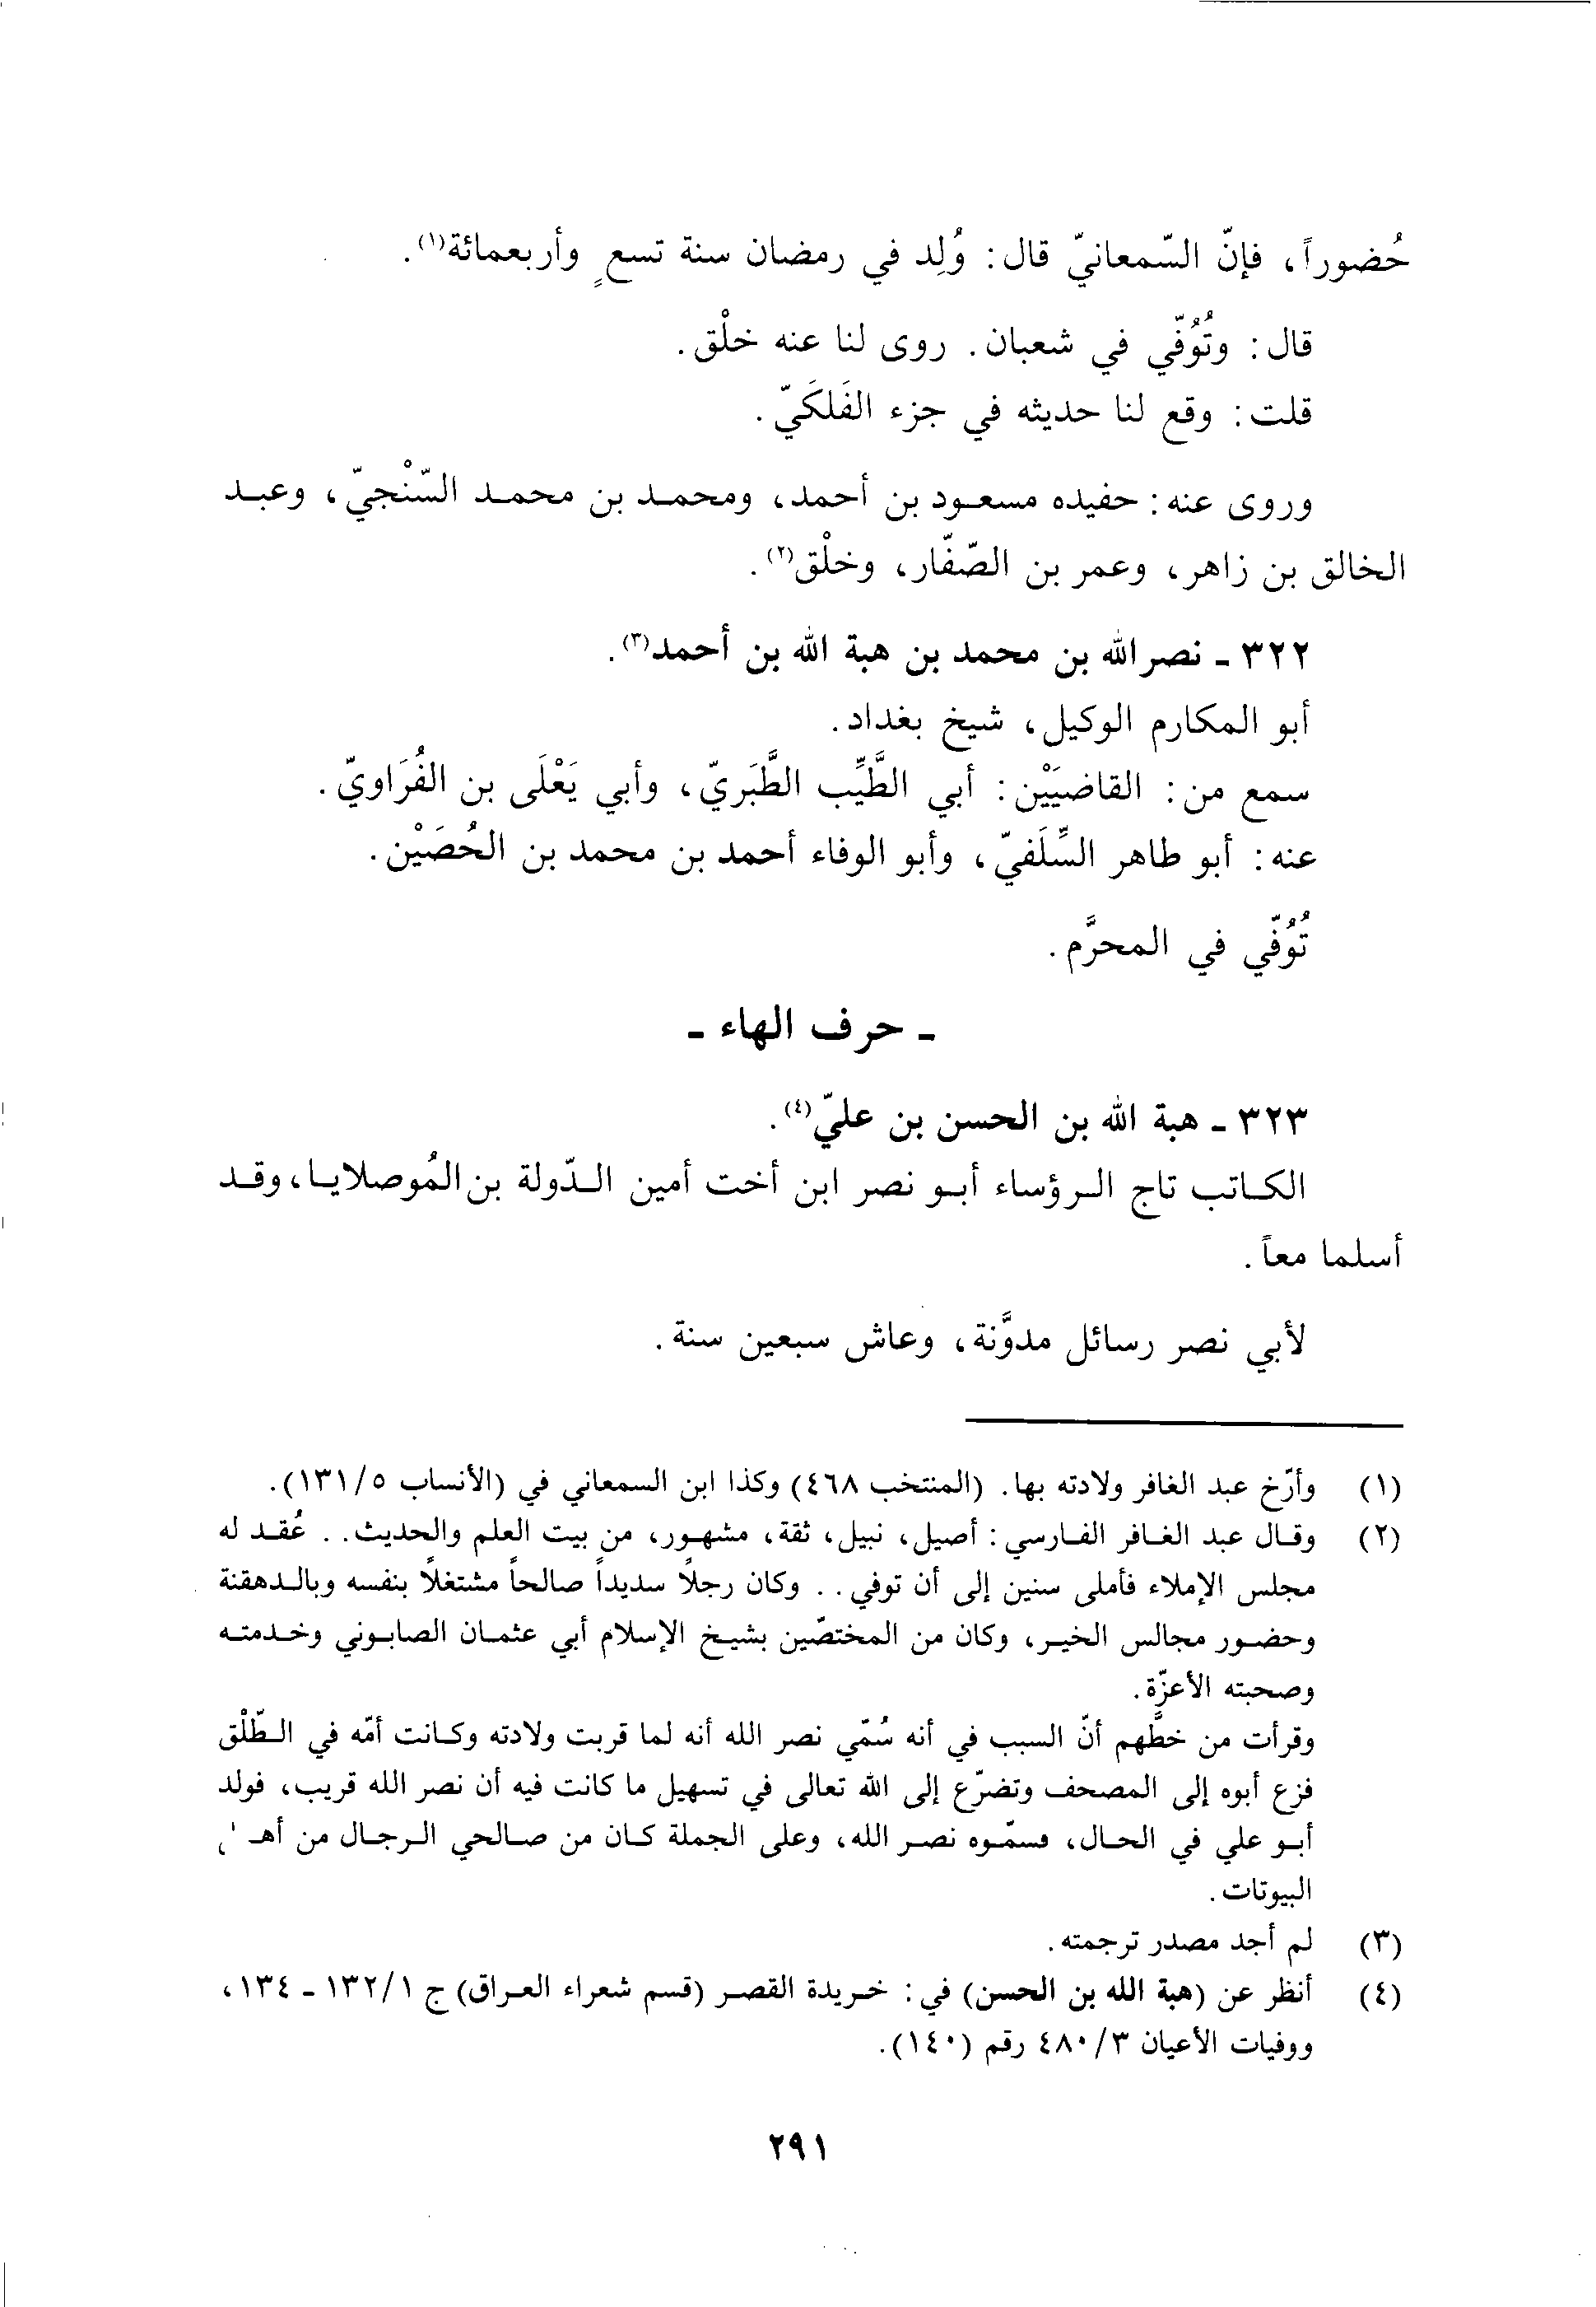 حُضوراً، فإنّ السّمعانيّ قال: وُلِد في رمضان سنة تسعٍ وأربعمائة(١).
قال: وتُوُفّي في شعبان. روى لنا عنه خلْق.
قلت: وقع لنا حديثه في جزء الفَلَكَيّ.
وروى عنه: حفيده مسعود بن أحمد، ومحمد بن محمد السّنْجيّ، وعبد
الخالق بن زاهر، وعمر بن الصّفّار، وخلْق(٢).
٣٢٢ - نصر الله بن محمد بن هبة الله بن أحمد(٣).
أبو المكارم الوكيل، شيخ بغداد.
سمع من: القاضيَيْن: أبي الطَّيِّب الطَّبَريّ، وأبي يَعْلَى بن الفُرَاويّ.
عنه: أبو طاهر السِّلَفيّ، وأبو الوفاء أحمد بن محمد بن الحُصَيْن.
تُوُفّي في المحرَّم.
- حرف الهاء -
٣٢٣ - هبة الله بن الحسن بن عليّ(٤).
الكاتب تاج الرؤساء أبو نصر ابن أخت أمين الدّولة بن المُوصلايا، وقد
أسلما معاً.
لأبي نصر رسائل مدوَّنة، وعاش سبعين سنة.
(١) وأرّخ عبد الغافر ولادته بها. (المنتخب ٤٦٨) وكذا ابن السمعاني في (الأنساب ١٣١/٥).
(٢) وقال عبد الغافر الفارسي: أصيل، نبيل، ثقة، مشهور، من بيت العلم والحديث.. عُقد له
مجلس الإملاء فأملى سنين إلى أن توفي.. وكان رجلاً سديداً صالحاً مشتغلاً بنفسه وبالدهقنة
وحضور مجالس الخير، وكان من المختصّين بشيخ الإسلام أبي عثمان الصابوني وخدمته
وصحبته الأعزّة.
وقرأت من خطّهم أنّ السبب في أنه سُمّي نصر الله أنه لما قربت ولادته وكانت أمّه في الطّلْق
فزع أبوه إلى المصحف وتضرّع إلى الله تعالى في تسهيل ما كانت فيه أن نصر الله قريب، فولد
أبو علي في الحال، فسمّوه نصر الله، وعلى الجملة كان من صالحي الرجال من
البيوتات.
(٣) لم أجد مصدر ترجمته.
(٤) أنظر عن (هبة الله بن الحسن) في: خريدة القصر (قسم شعراء العراق) ج ١٣٢/١ - ١٣٤،
ووفيات الأعيان ٤٨٠/٣ رقم (١٤٠).
٢٩١